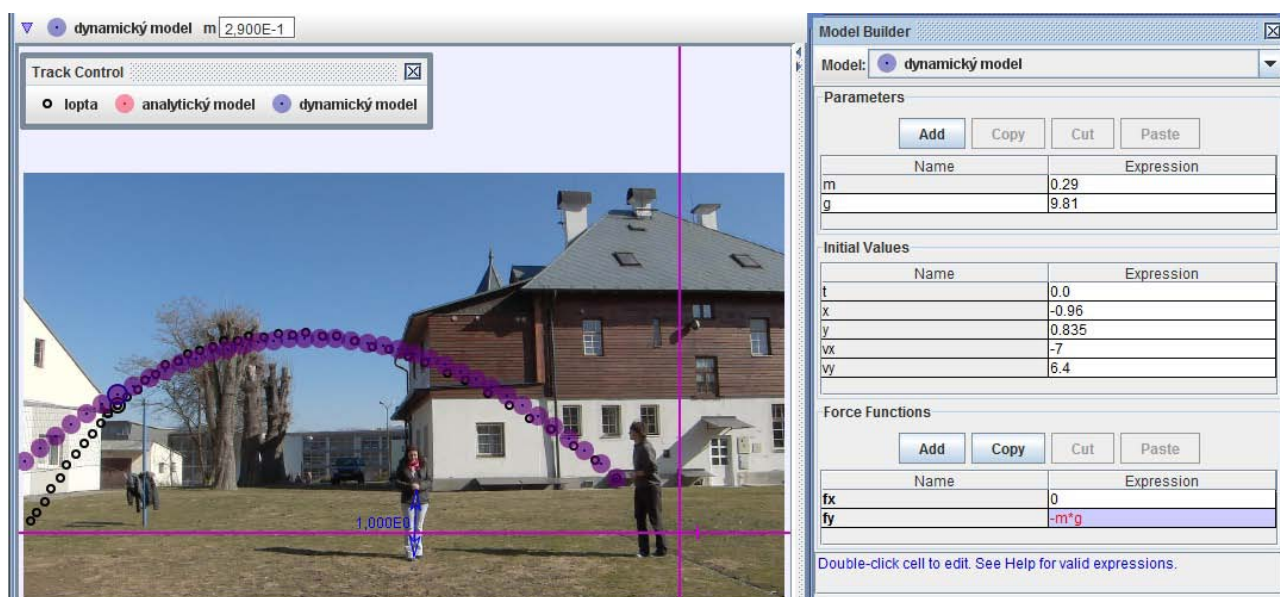 dynamický model m 2,900E-1
Track Control
lopta analytický model dynamický model
1,000E0
Model Builder
Model: dynamický model
Parameters
Add Copy Cut Paste
Name Expression
m 0.29
g 9.81
Initial Values
Name Expression
t 0.0
x -0.96
y 0.835
vx -7
vy 6.4
Force Functions
Add Copy Cut Paste
Name Expression
fx 0
fy -m*g
Double-click cell to edit. See Help for valid expressions.